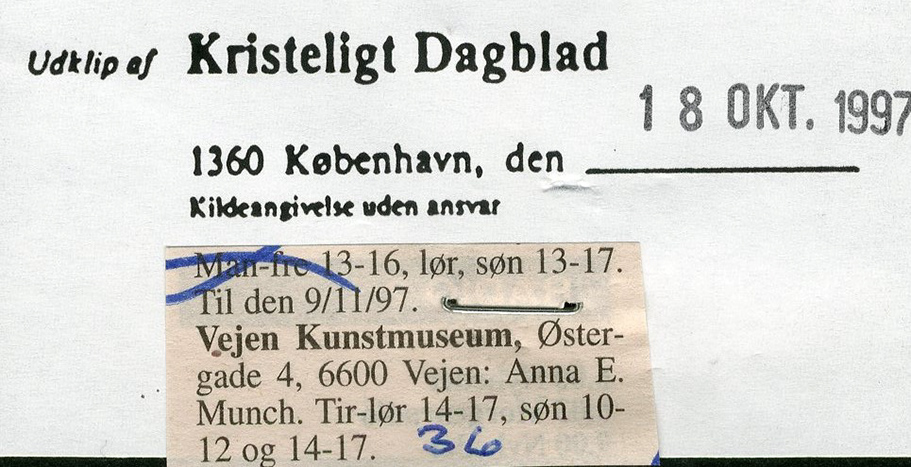 Udklip af Kristeligt Dagblad
18 OKT. 1997
1360 København, den
Kildeangivelse uden ansvar
Man-fre 13-16, lør, søn 13-17.
Til den 9/11/97.
Vejen Kunstmuseum, Øster-
gade 4, 6600 Vejen: Anna E.
Munch. Tir-lør 14-17, søn 10-
12 og 14-17. 36